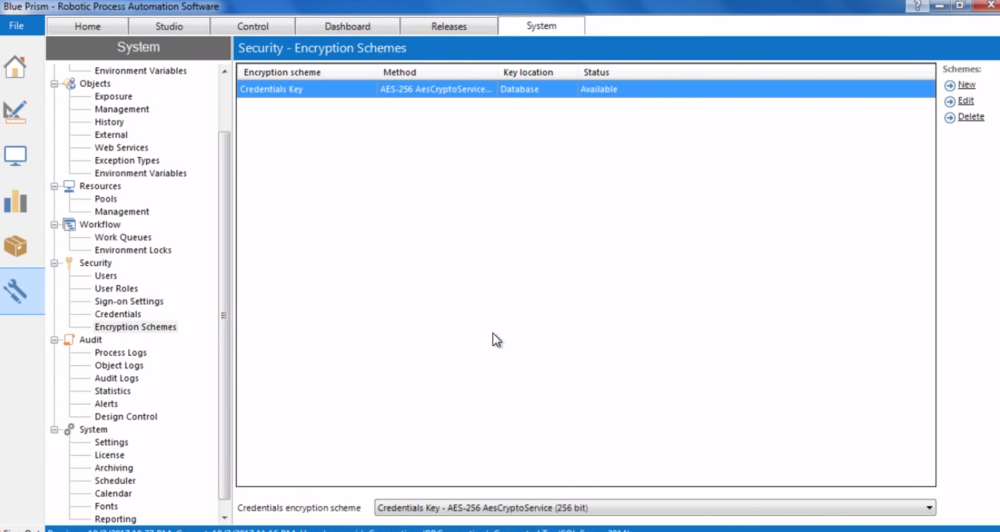 Blue Prism - Robotic Process Automation Software
File
Home
Studio
Control
Dashboard
Releases
System
System
Security - Encryption Schemes
Environment Variables
Objects
Exposure
Management
History
External
Web Services
Exception Types
Environment Variables
Resources
Pools
Management
Workflow
Work Queues
Environment Locks
Security
Users
User Roles
Sign-on Settings
Credentials
Encryption Schemes
Audit
Process Logs
Object Logs
Audit Logs
Statistics
Alerts
Design Control
System
Settings
License
Archiving
Scheduler
Calendar
Fonts
Reporting
Encryption scheme Method Key location Status
Credentials Key AES-256 AesCryptoService... Database Available
Schemes:
New
Edit
Delete
Credentials encryption scheme Credentials Key - AES-256 AesCryptoService (256 bit)